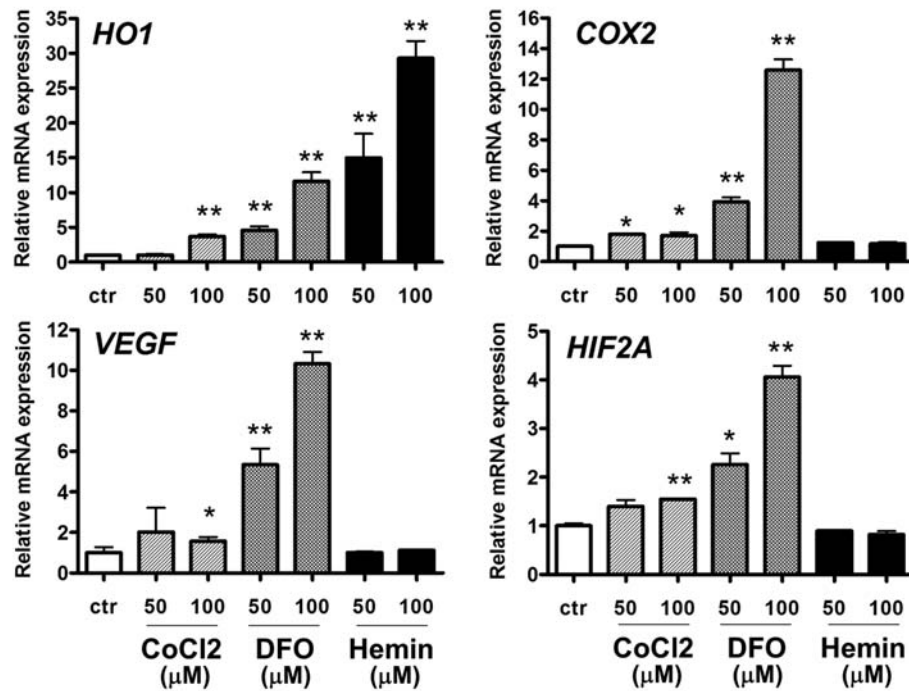 HO1
Relative mRNA expression
35
30
25
20
15
10
5
0
** ** ** ** **
ctr 50 100 50 100 50 100
COX2
Relative mRNA expression
16
14
12
10
8
6
4
2
0
* * ** **
ctr 50 100 50 100 50 100
VEGF
Relative mRNA expression
12
10
8
6
4
2
0
* ** **
ctr 50 100 50 100 50 100
CoCl2 DFO Hemin
(μM) (μM) (μM)
HIF2A
Relative mRNA expression
5
4
3
2
1
0
** * **
ctr 50 100 50 100 50 100
CoCl2 DFO Hemin
(μM) (μM) (μM)